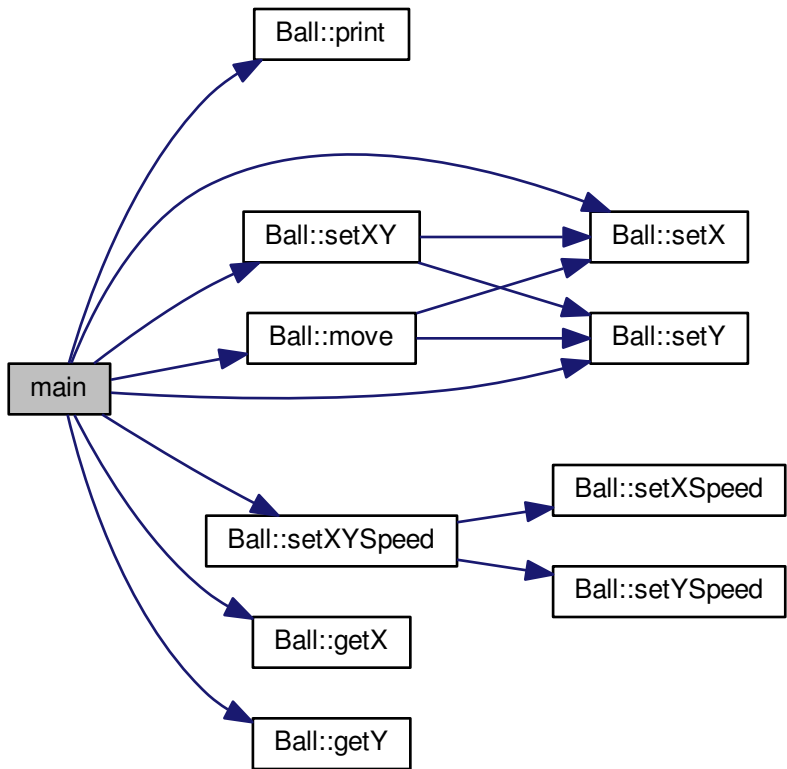 Ball::print
Ball::setXY
Ball::setX
Ball::move
Ball::setY
main
Ball::setXSpeed
Ball::setXYSpeed
Ball::setYSpeed
Ball::getX
Ball::getY